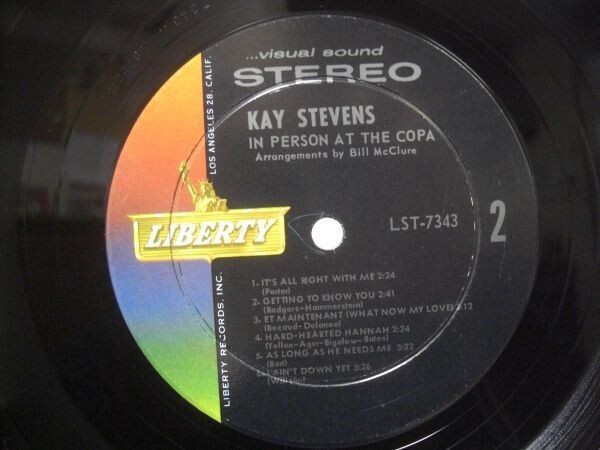 ...visual sound
STEREO
KAY STEVENS
IN PERSON AT THE COPA
Arrangements by Bill McClure
LIBERTY
LST-7343
2
1. IT'S ALL RIGHT WITH ME 2:24
(Porter)
2. GETTING TO KNOW YOU 2:41
(Rodgers-Hammerstein)
3. ET MAINTENANT (WHAT NOW MY LOVE) 3:12
(Becaud-Delanoe)
4. HARD-HEARTED HANNAH 2:24
(Yellen-Ager-Bigelow-Bates)
5. AS LONG AS HE NEEDS ME 3:22
(Bart)
6. I AIN'T DOWN YET 3:26
(Willson)
LIBERTY RECORDS, INC.
LOS ANGELES 28, CALIF.